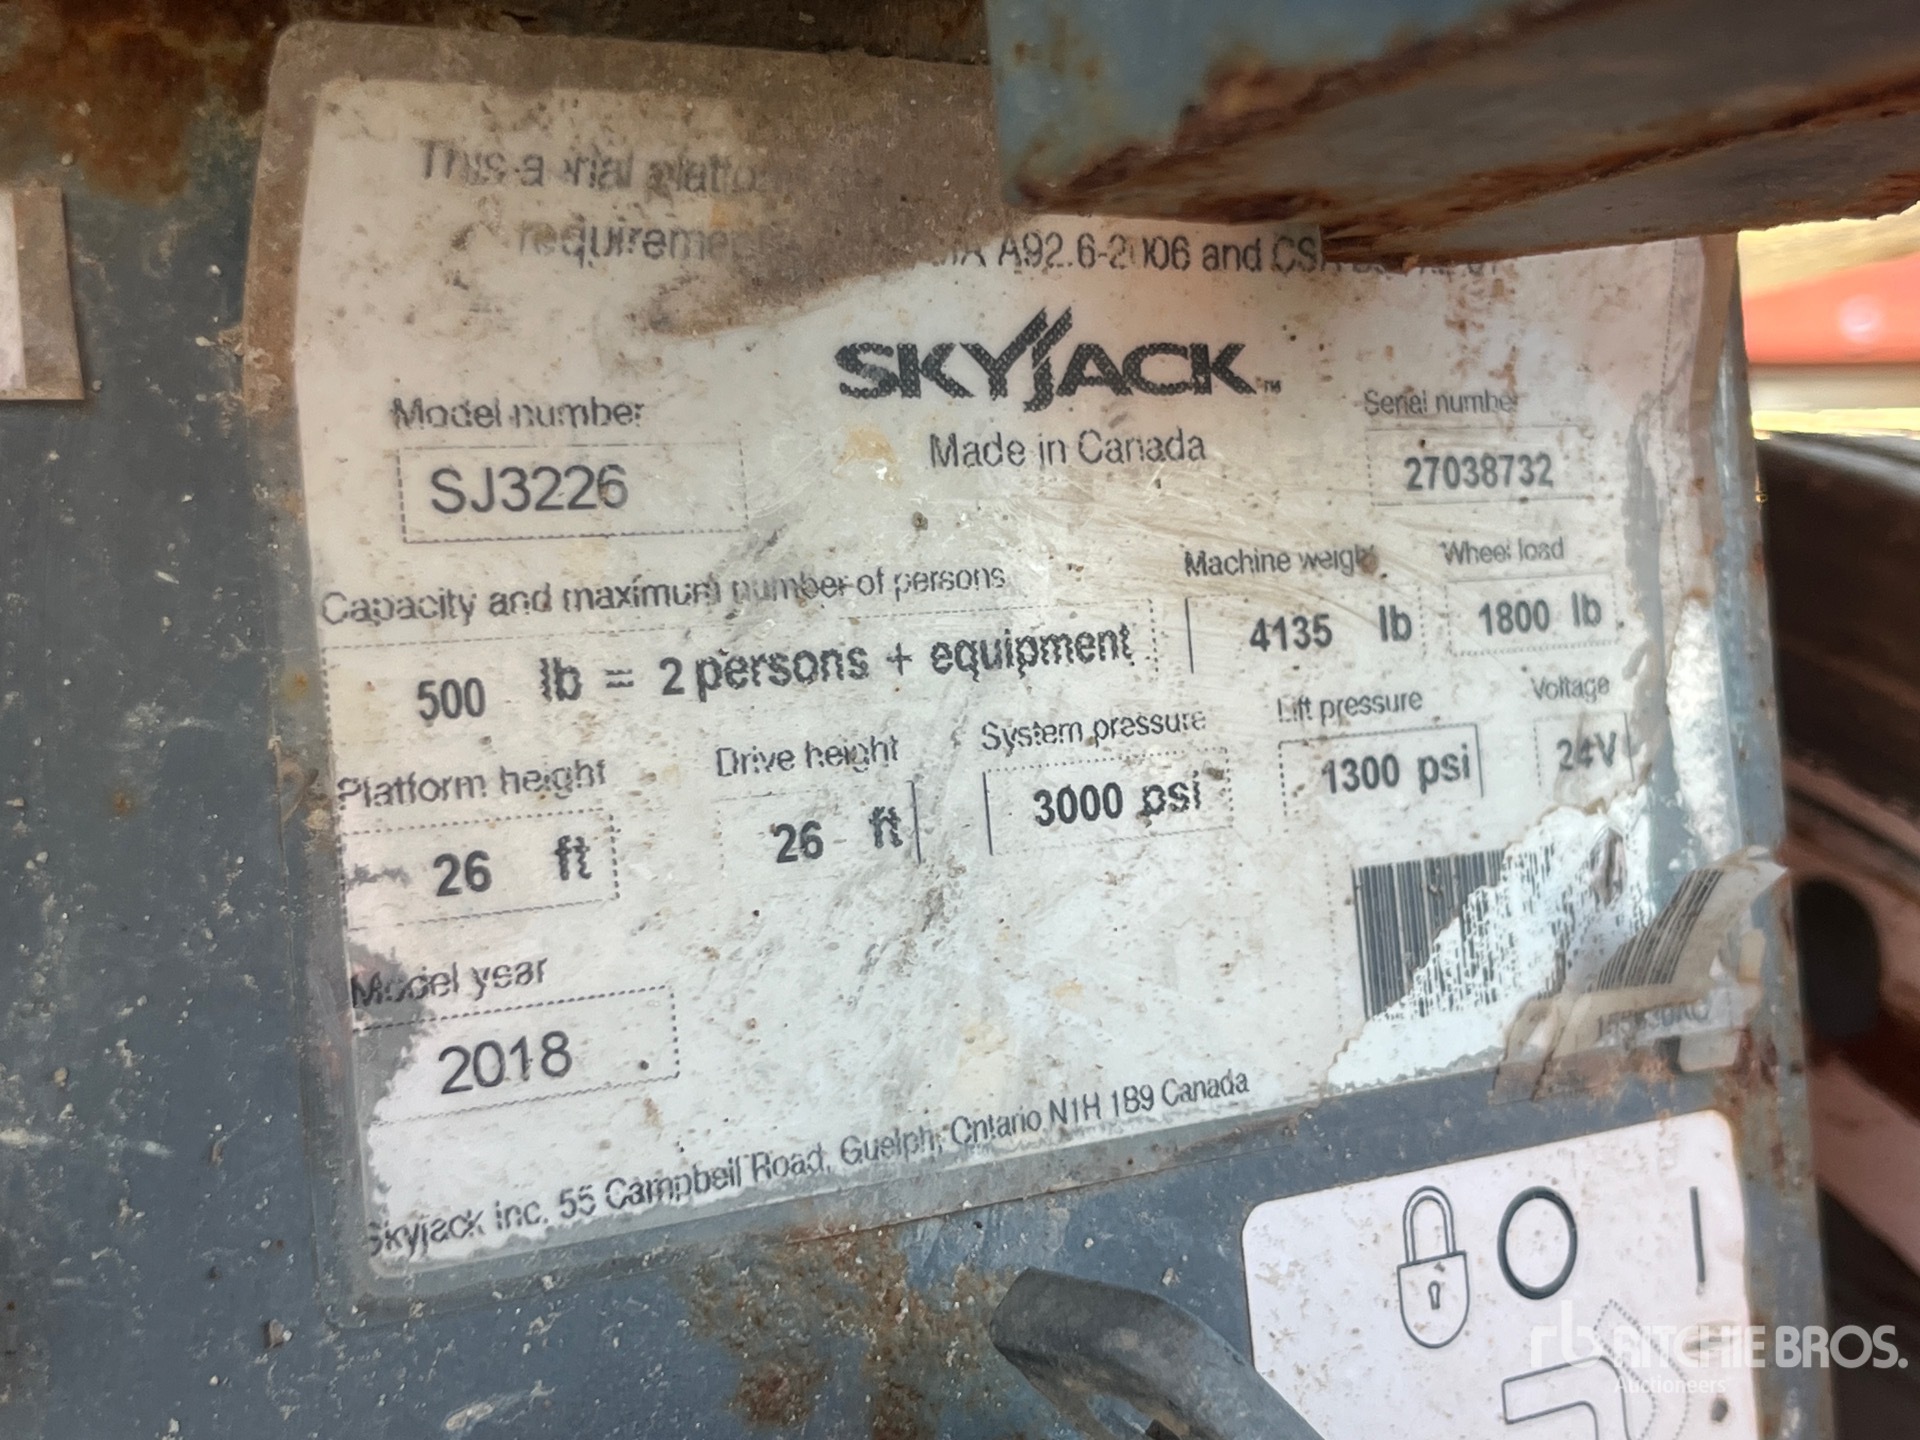 This aerial platfo
requireme A92.6-2006 and CS
SKYJACK™
Made in Canada
Model number
SJ3226
Serial number
27038732
Capacity and maximum number of persons
500 lb = 2 persons + equipment
Machine weight
4135 lb
Wheel load
1800 lb
Platform height
26 ft
Drive height
26 ft
System pressure
3000 psi
Lift pressure
1300 psi
Voltage
24V
Model year
2018
Skyjack Inc. 55 Campbell Road, Guelph, Ontario N1H 1B9 Canada
rb RITCHIE BROS.
Auctioneers